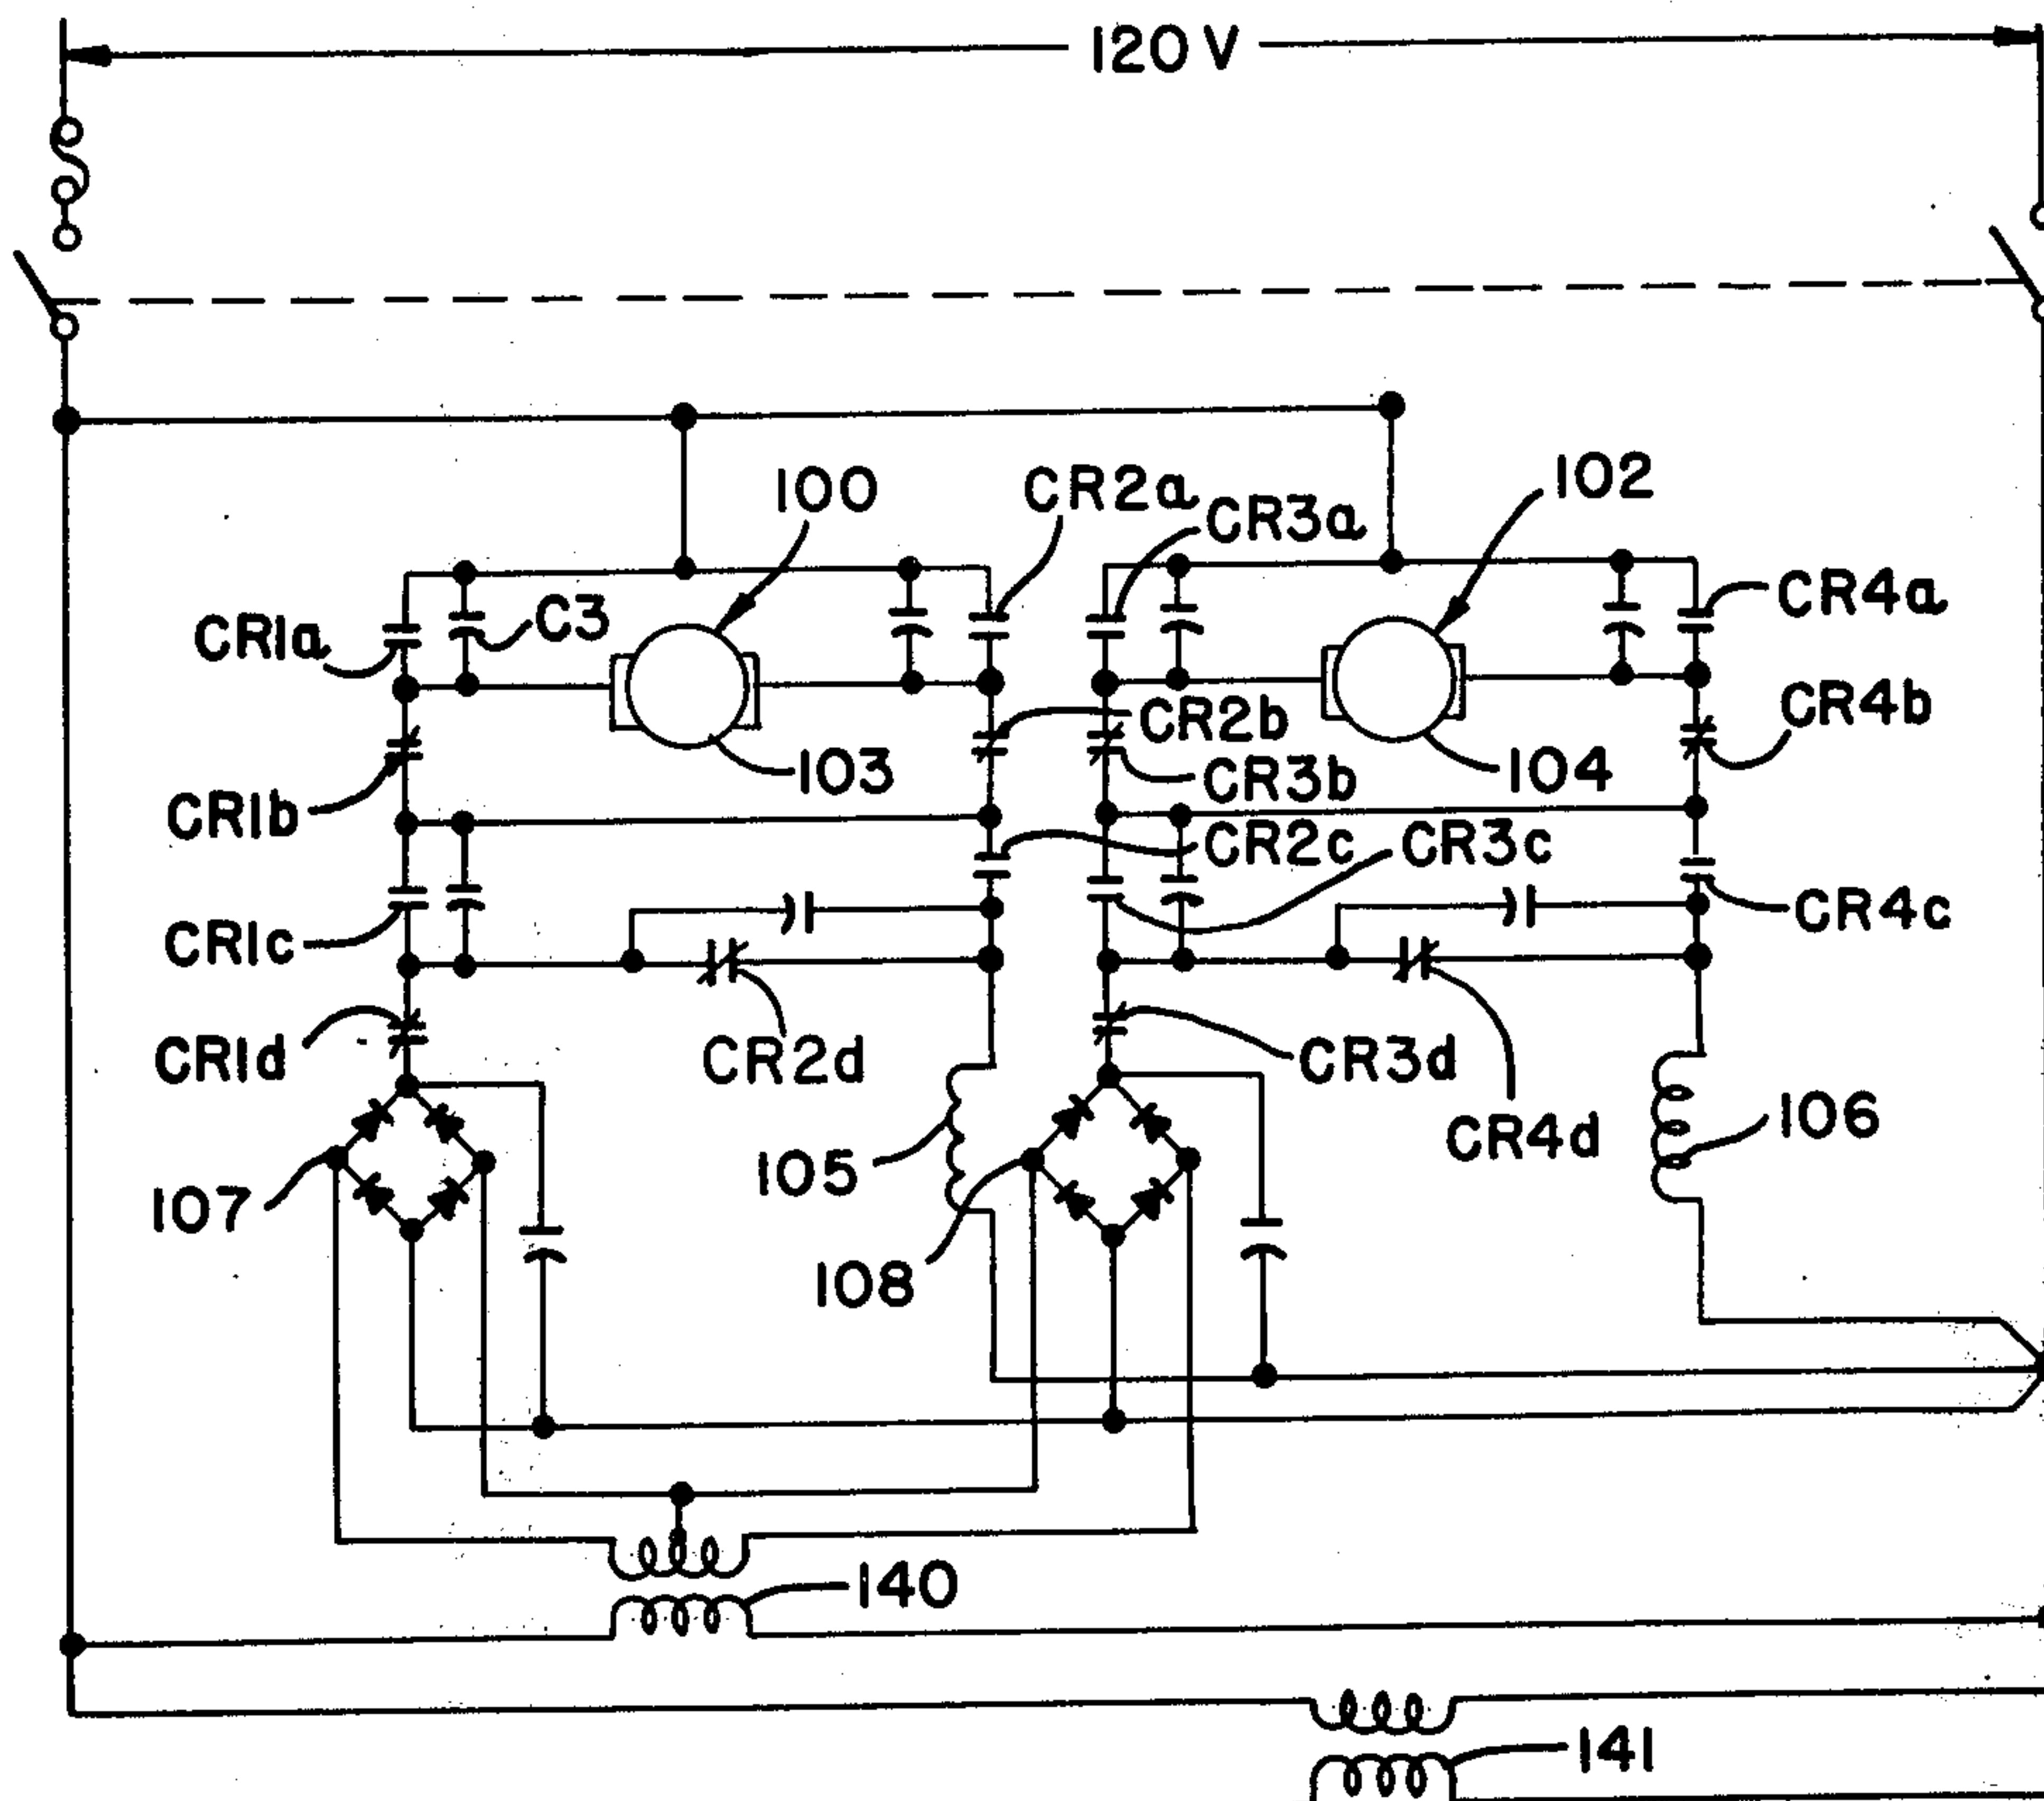 120 V
100
CR2a
CR3a
102
CR1a
C3
CR4a
CR2b
CR4b
103
CR3b
104
CR1b
CR2c
CR3c
CR1c
CR4c
CR1d
CR2d
CR3d
CR4d
106
105
107
108
140
141